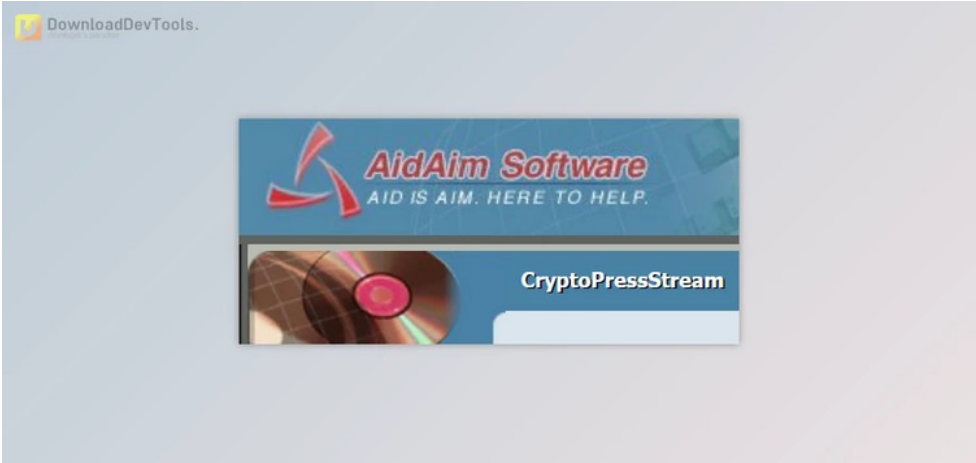 DownloadDevTools.
AidAim Software
AID IS AIM. HERE TO HELP.
CryptoPressStream